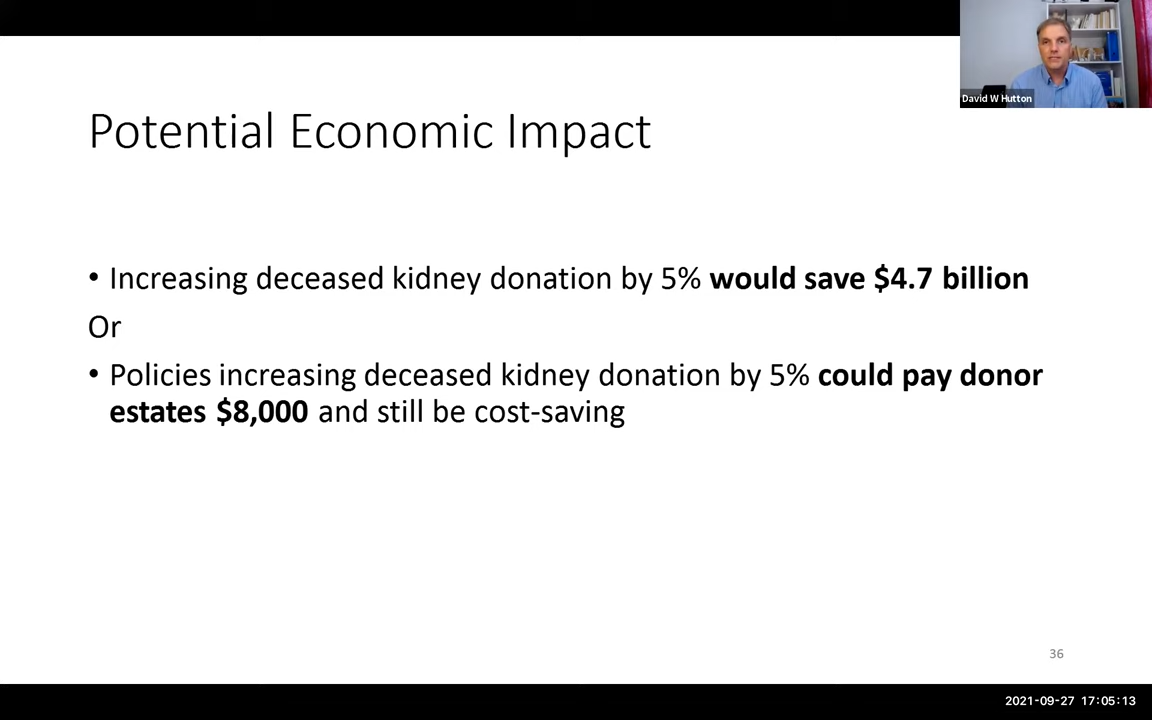 David W Hutton
Potential Economic Impact
• Increasing deceased kidney donation by 5% would save $4.7 billion
Or
• Policies increasing deceased kidney donation by 5% could pay donor
estates $8,000 and still be cost-saving
36
2021-09-27 17:05:13